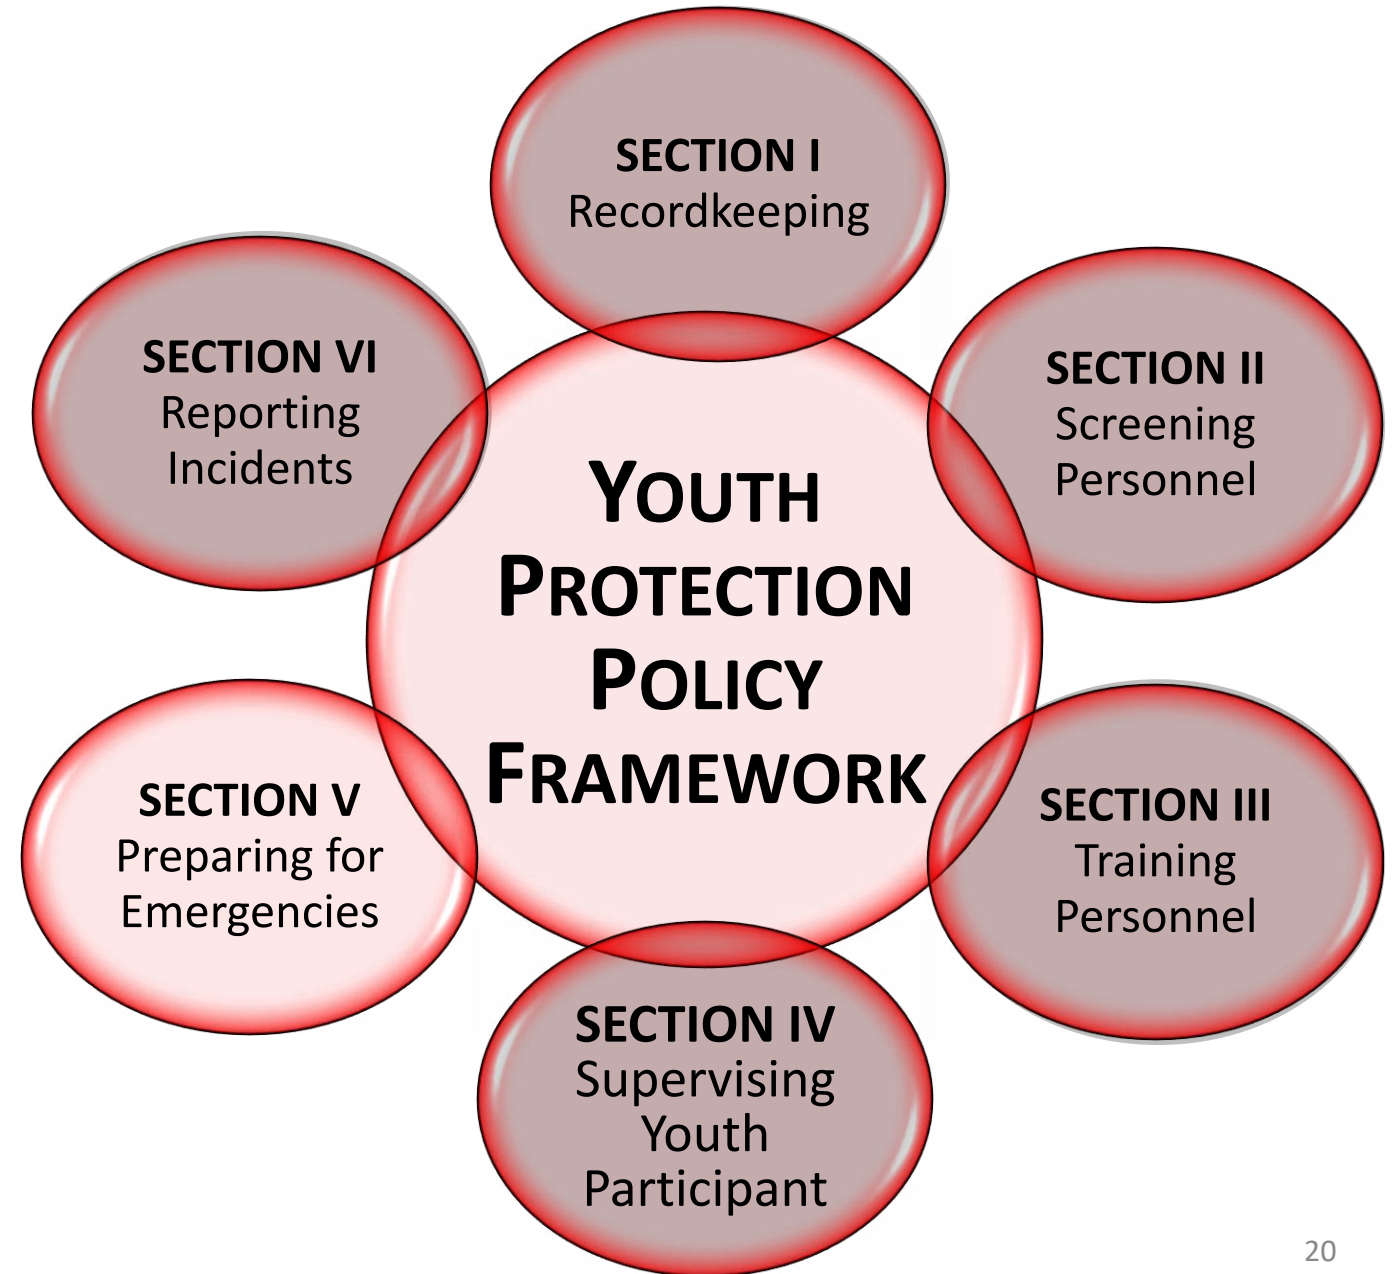 SECTION I
Recordkeeping
SECTION II
Screening
Personnel
SECTION III
Training
Personnel
SECTION IV
Supervising
Youth
Participant
SECTION V
Preparing for
Emergencies
SECTION VI
Reporting
Incidents
YOUTH
PROTECTION
POLICY
FRAMEWORK
20